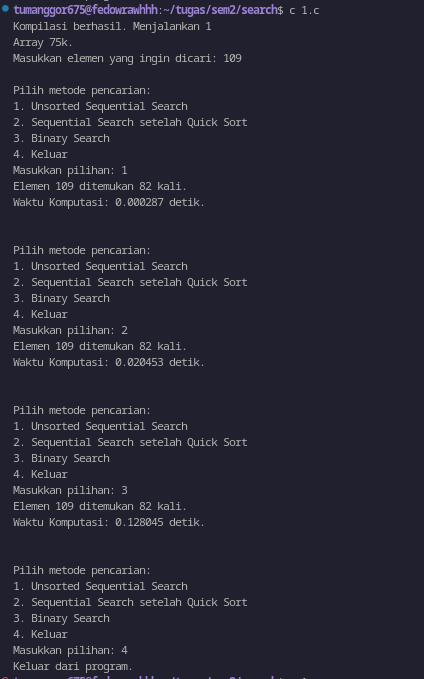 tumanggor675@fedowrawhhh:~/tugas/sem2/search$ c 1.c
Kompilasi berhasil. Menjalankan 1
Array 75k.
Masukkan elemen yang ingin dicari: 109
Pilih metode pencarian:
1. Unsorted Sequential Search
2. Sequential Search setelah Quick Sort
3. Binary Search
4. Keluar
Masukkan pilihan: 1
Elemen 109 ditemukan 82 kali.
Waktu Komputasi: 0.000287 detik.
Pilih metode pencarian:
1. Unsorted Sequential Search
2. Sequential Search setelah Quick Sort
3. Binary Search
4. Keluar
Masukkan pilihan: 2
Elemen 109 ditemukan 82 kali.
Waktu Komputasi: 0.020453 detik.
Pilih metode pencarian:
1. Unsorted Sequential Search
2. Sequential Search setelah Quick Sort
3. Binary Search
4. Keluar
Masukkan pilihan: 3
Elemen 109 ditemukan 82 kali.
Waktu Komputasi: 0.128045 detik.
Pilih metode pencarian:
1. Unsorted Sequential Search
2. Sequential Search setelah Quick Sort
3. Binary Search
4. Keluar
Masukkan pilihan: 4
Keluar dari program.